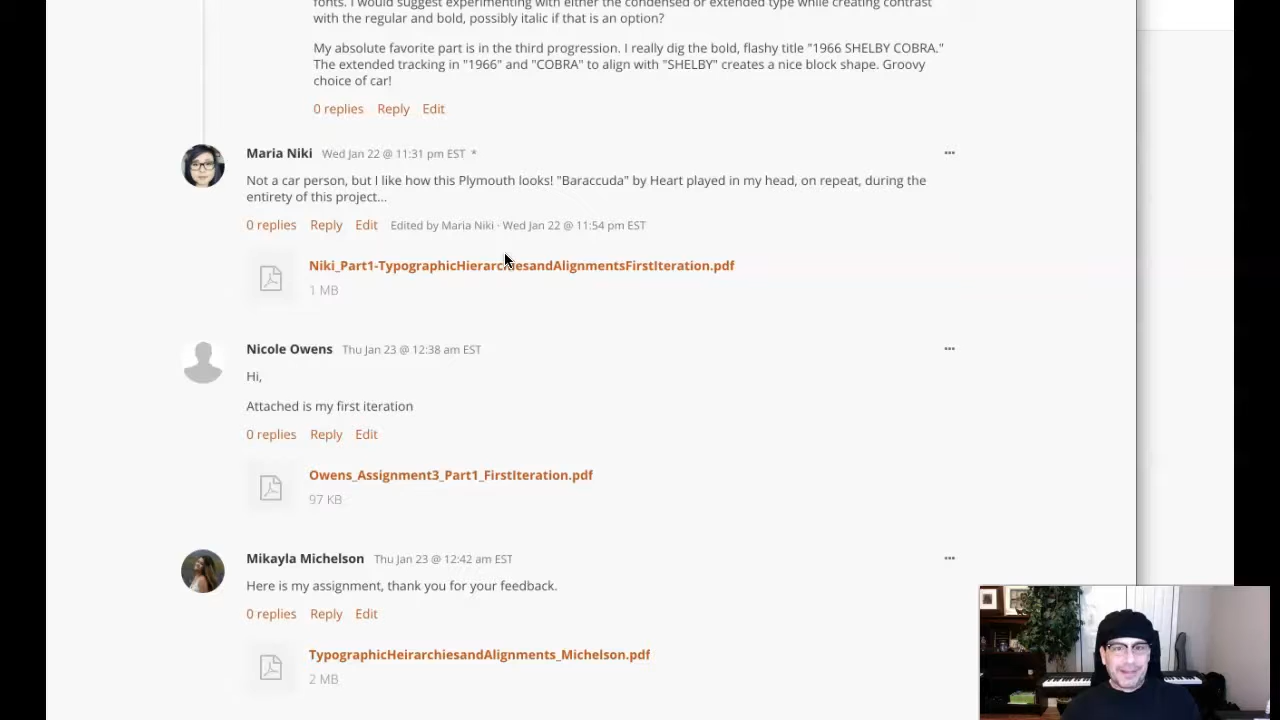 fonts. I would suggest experimenting with either the condensed or extended type while creating contrast
with the regular and bold, possibly italic if that is an option?
My absolute favorite part is in the third progression. I really dig the bold, flashy title "1966 SHELBY COBRA."
The extended tracking in "1966" and "COBRA" to align with "SHELBY" creates a nice block shape. Groovy
choice of car!
0 replies Reply Edit
Maria Niki Wed Jan 22 @ 11:31 pm EST *
Not a car person, but I like how this Plymouth looks! "Baraccuda" by Heart played in my head, on repeat, during the
entirety of this project...
0 replies Reply Edit Edited by Maria Niki - Wed Jan 22 @ 11:54 pm EST
Niki_Part1-TypographicHierarchiesandAlignmentsFirstIteration.pdf
1 MB
Nicole Owens Thu Jan 23 @ 12:38 am EST
Hi,
Attached is my first iteration
0 replies Reply Edit
Owens_Assignment3_Part1_FirstIteration.pdf
97 KB
Mikayla Michelson Thu Jan 23 @ 12:42 am EST
Here is my assignment, thank you for your feedback.
0 replies Reply Edit
TypographicHeirarchiesandAlignments_Michelson.pdf
2 MB